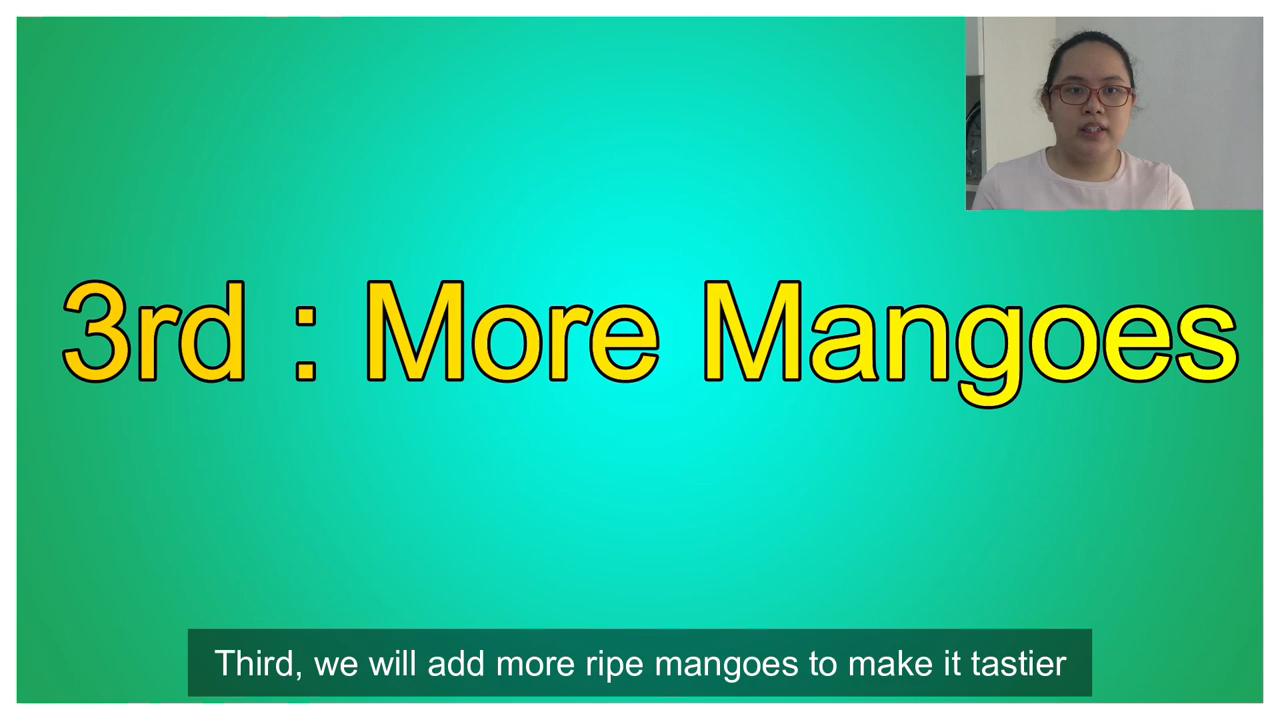 3rd : More Mangoes
Third, we will add more ripe mangoes to make it tastier